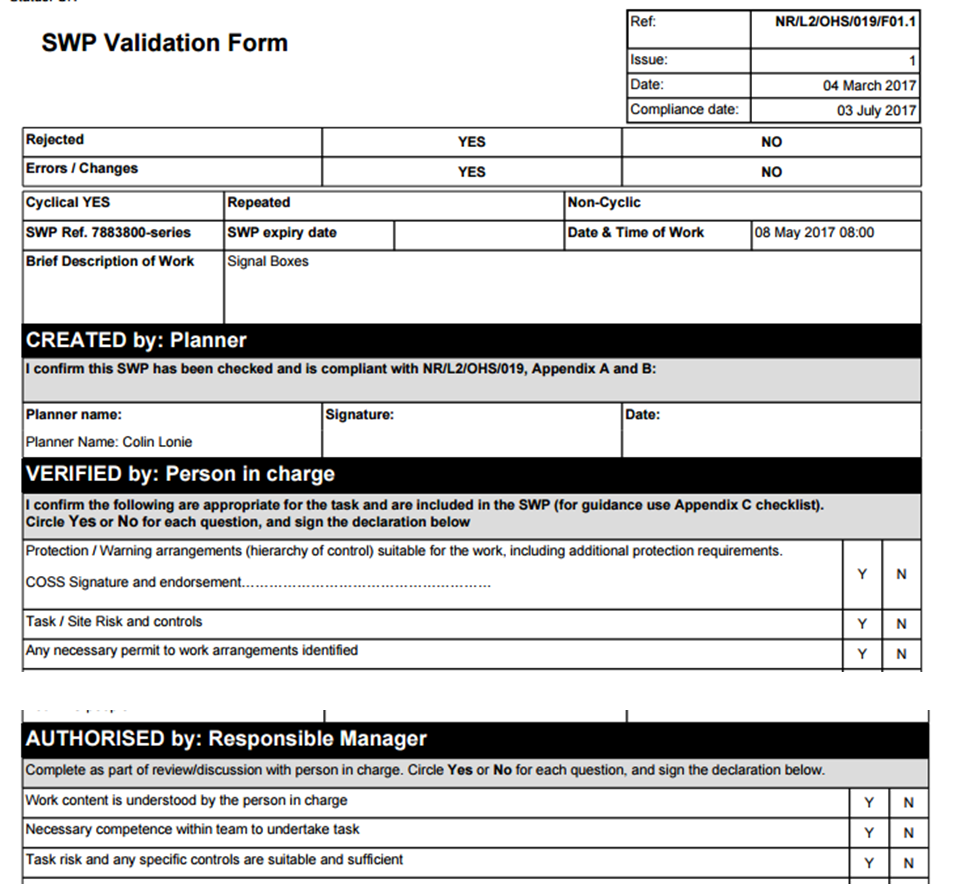 SWP Validation Form
Ref: NR/L2/OHS/019/F01.1
Issue: 1
Date: 04 March 2017
Compliance date: 03 July 2017
Rejected YES NO
Errors / Changes YES NO
Cyclical YES Repeated Non-Cyclic
SWP Ref. 7883800-series SWP expiry date Date & Time of Work 08 May 2017 08:00
Brief Description of Work Signal Boxes
CREATED by: Planner
I confirm this SWP has been checked and is compliant with NR/L2/OHS/019, Appendix A and B:
Planner name: Signature: Date:
Planner Name: Colin Lonie
VERIFIED by: Person in charge
I confirm the following are appropriate for the task and are included in the SWP (for guidance use Appendix C checklist).
Circle Yes or No for each question, and sign the declaration below
Protection / Warning arrangements (hierarchy of control) suitable for the work, including additional protection requirements.
Y N
COSS Signature and endorsement………………………………………………
Task / Site Risk and controls Y N
Any necessary permit to work arrangements identified Y N
AUTHORISED by: Responsible Manager
Complete as part of review/discussion with person in charge. Circle Yes or No for each question, and sign the declaration below.
Work content is understood by the person in charge Y N
Necessary competence within team to undertake task Y N
Task risk and any specific controls are suitable and sufficient Y N